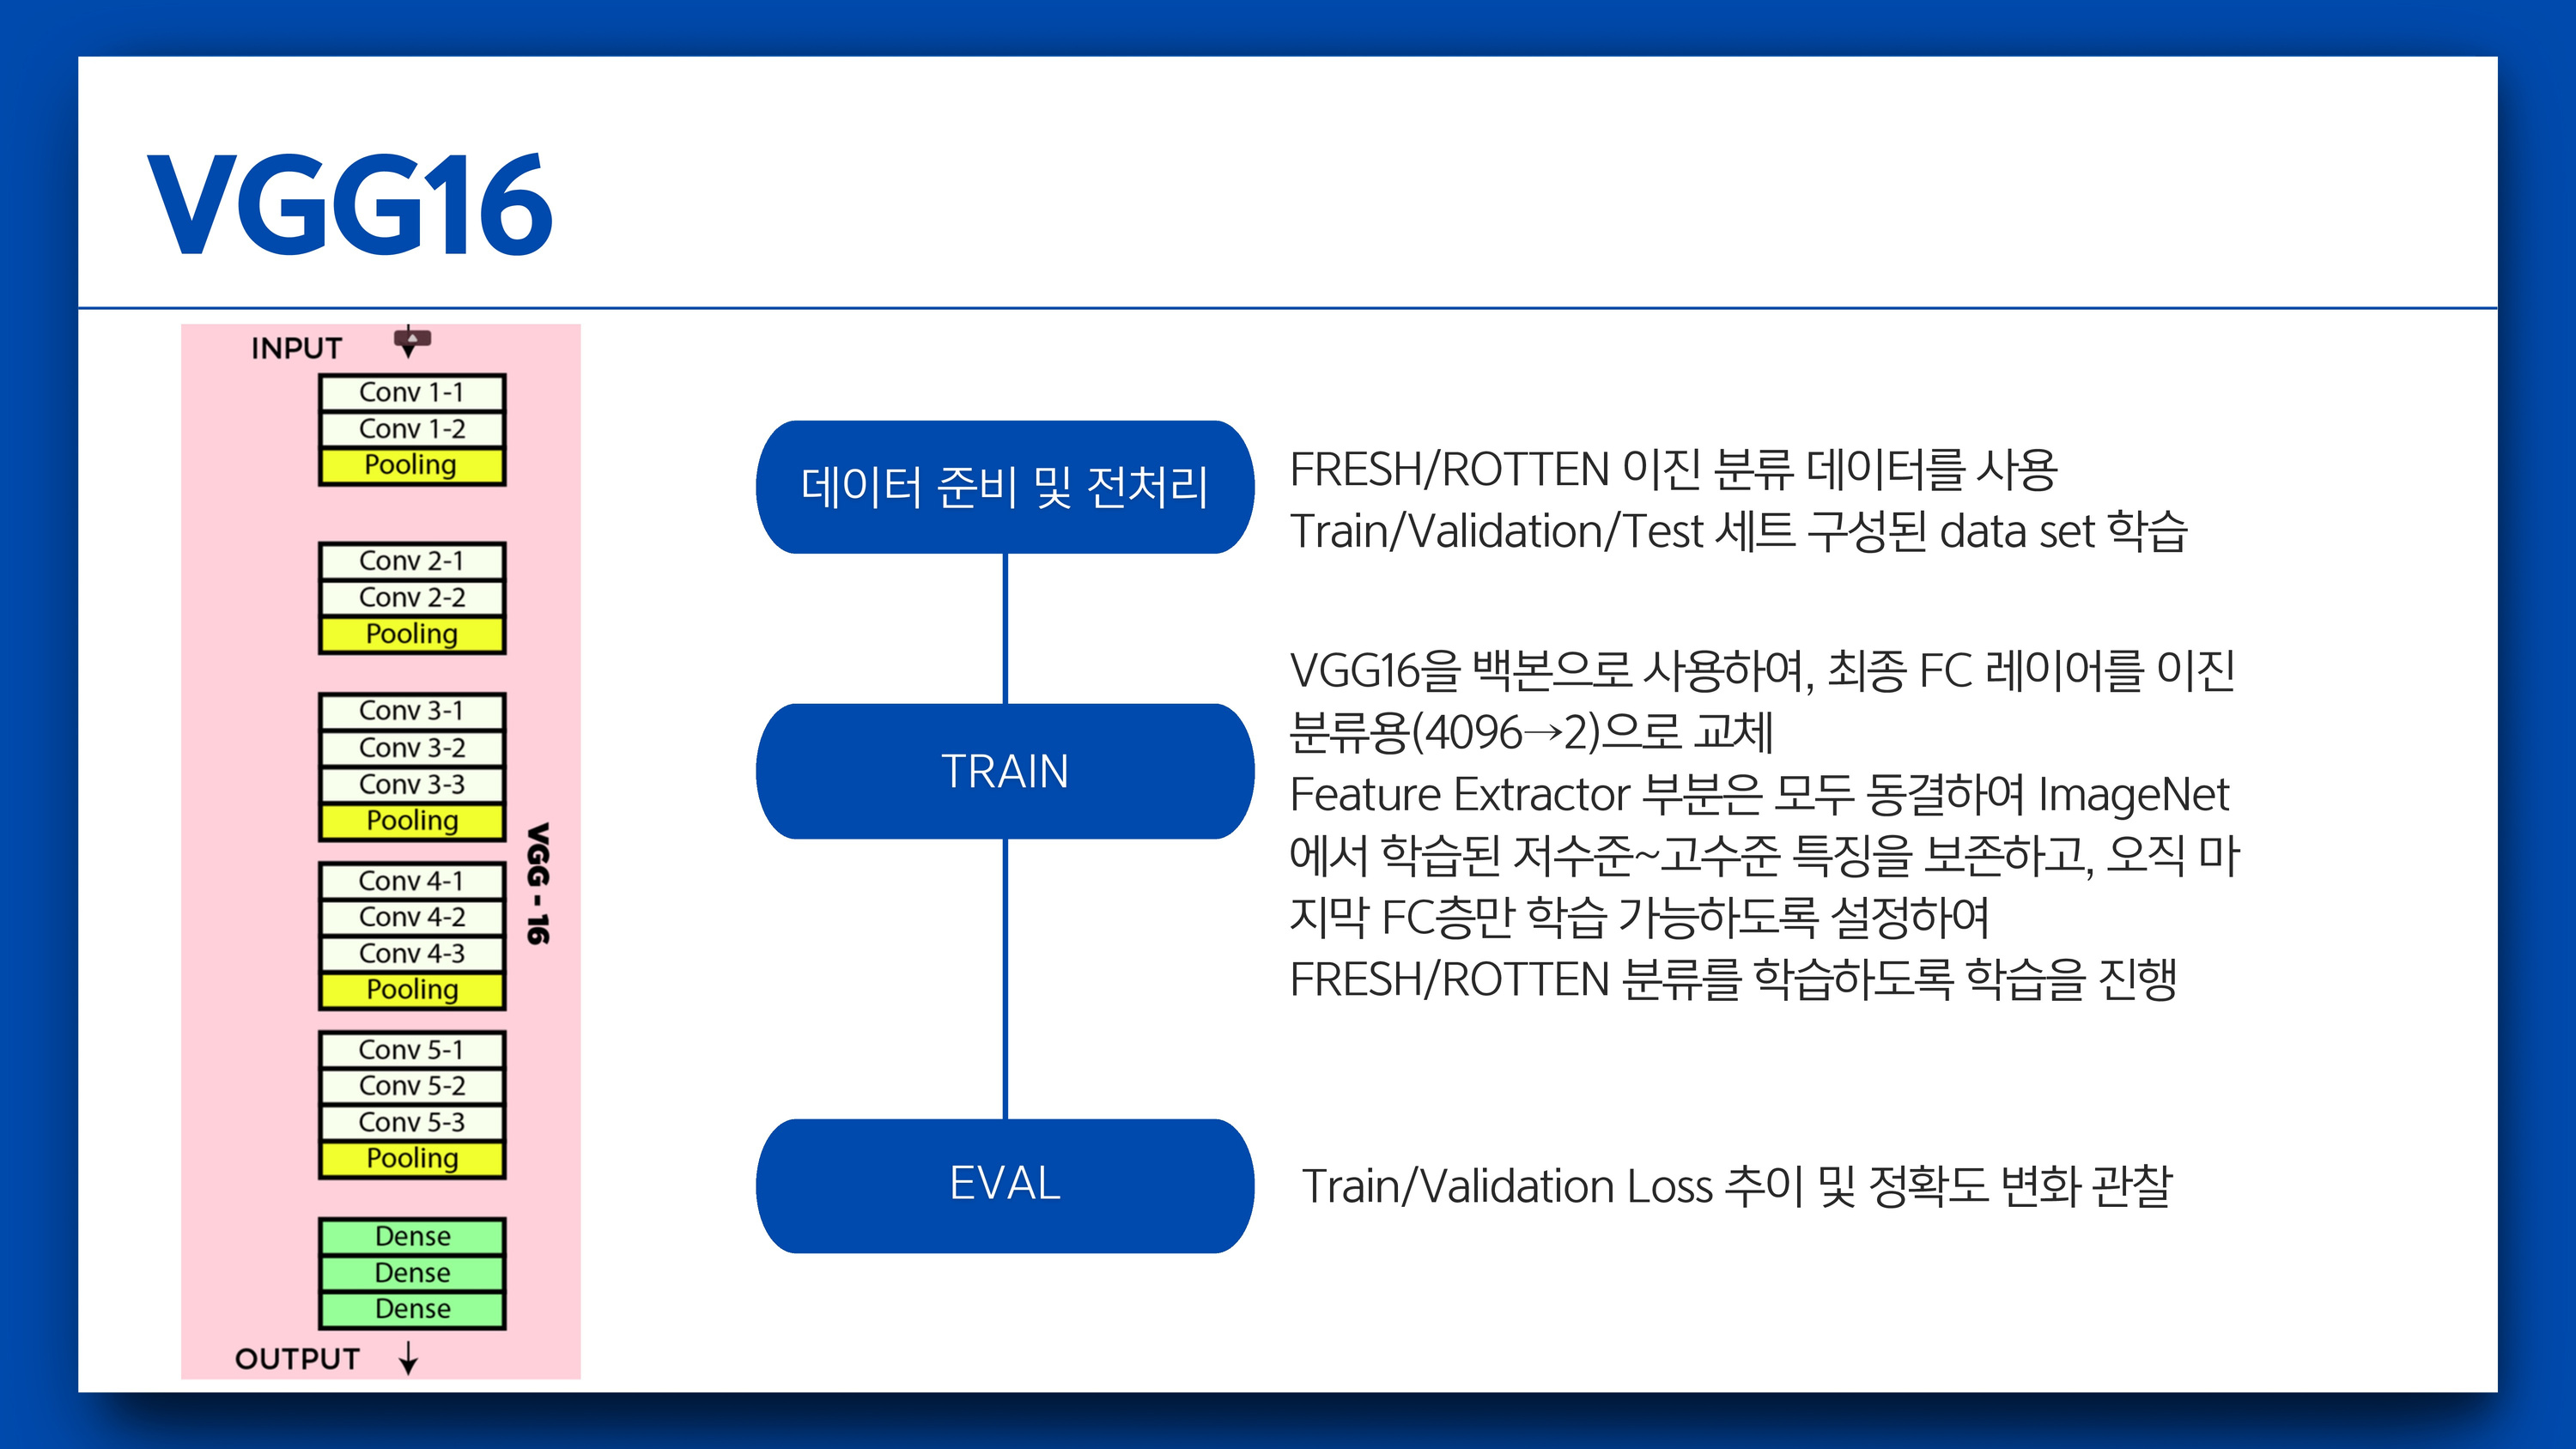 VGG16
INPUT
Conv 1-1
Conv 1-2
Pooling
Conv 2-1
Conv 2-2
Pooling
Conv 3-1
Conv 3-2
Conv 3-3
Pooling
Conv 4-1
Conv 4-2
Conv 4-3
Pooling
Conv 5-1
Conv 5-2
Conv 5-3
Pooling
Dense
Dense
Dense
OUTPUT
VGG - 16
데이터 준비 및 전처리
FRESH/ROTTEN 이진 분류 데이터를 사용
Train/Validation/Test 세트 구성된 data set 학습
TRAIN
VGG16을 백본으로 사용하여, 최종 FC 레이어를 이진
분류용(4096→2)으로 교체
Feature Extractor 부분은 모두 동결하여 ImageNet
에서 학습된 저수준~고수준 특징을 보존하고, 오직 마
지막 FC층만 학습 가능하도록 설정하여
FRESH/ROTTEN 분류를 학습하도록 학습을 진행
EVAL
Train/Validation Loss 추이 및 정확도 변화 관찰